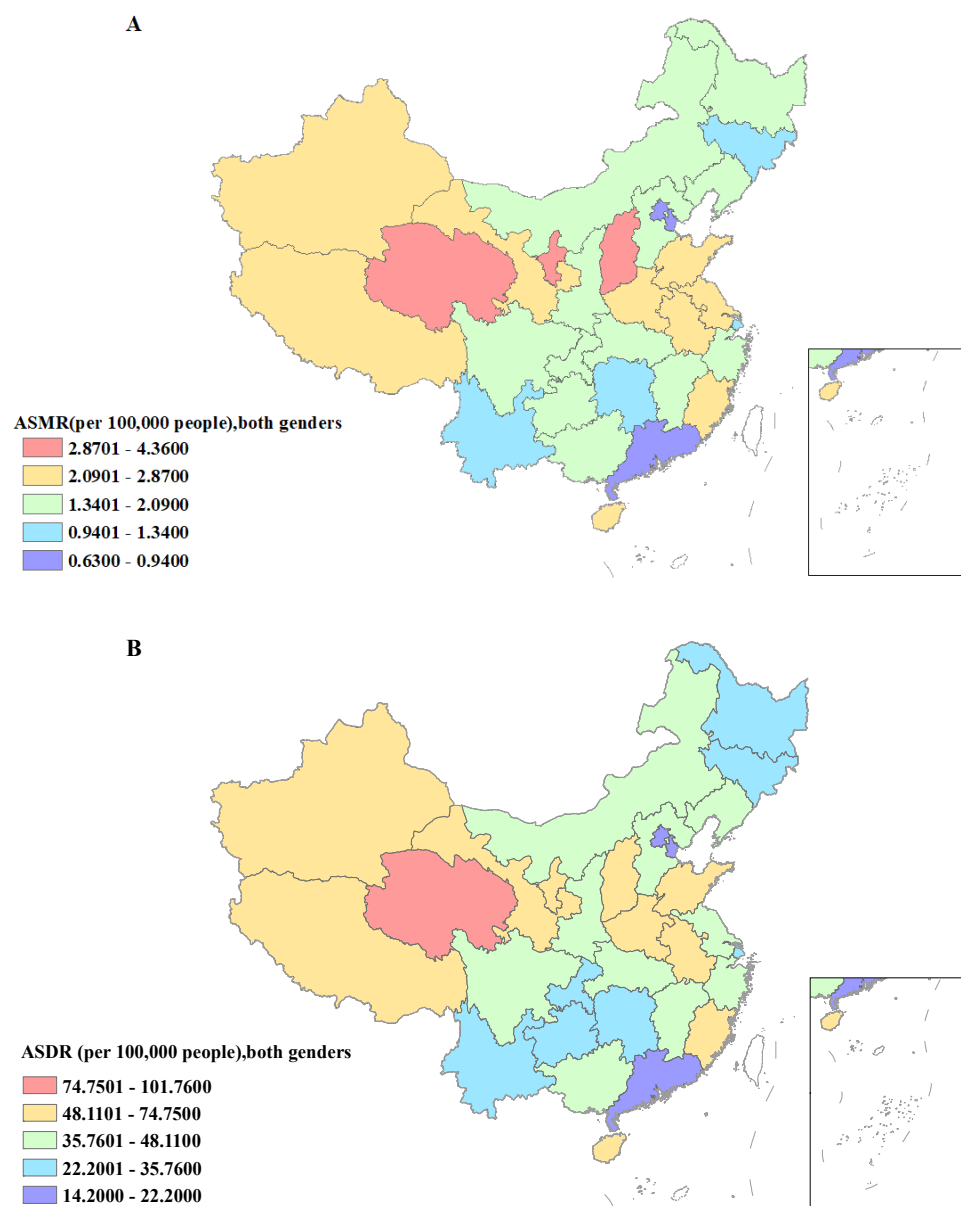 A
ASMR(per 100,000 people),both genders
2.8701 - 4.3600
2.0901 - 2.8700
1.3401 - 2.0900
0.9401 - 1.3400
0.6300 - 0.9400
B
ASDR (per 100,000 people),both genders
74.7501 - 101.7600
48.1101 - 74.7500
35.7601 - 48.1100
22.2001 - 35.7600
14.2000 - 22.2000